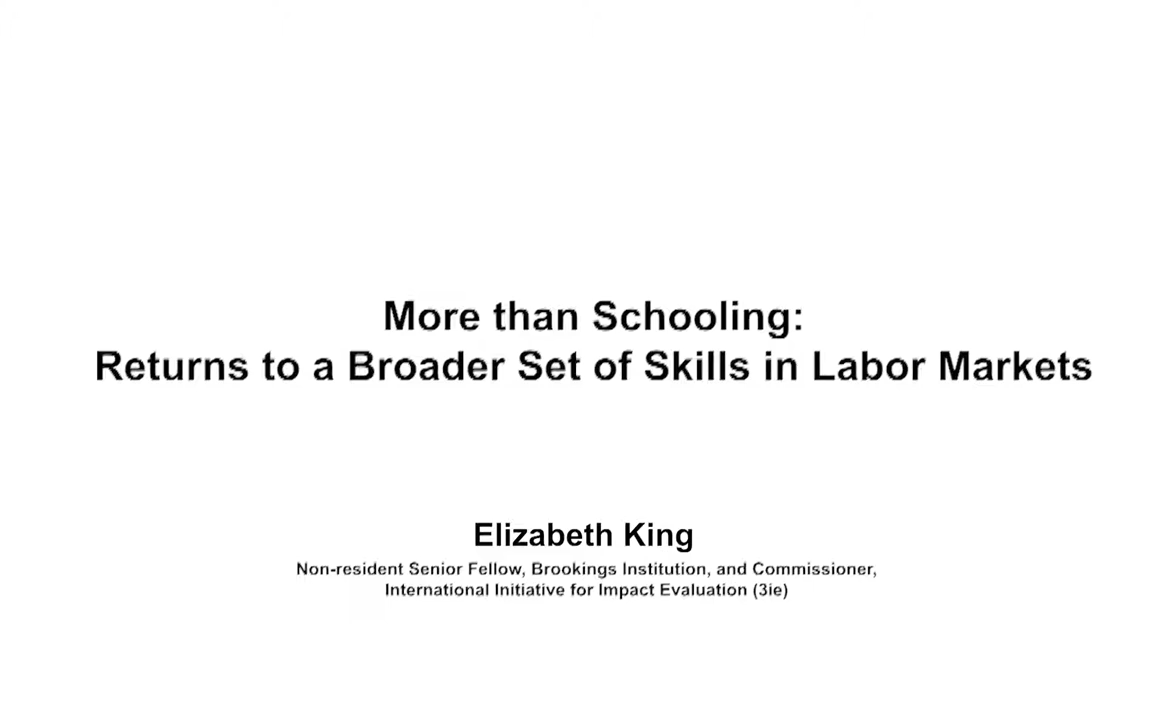 More than Schooling:
Returns to a Broader Set of Skills in Labor Markets
Elizabeth King
Non-resident Senior Fellow, Brookings Institution, and Commissioner,
International Initiative for Impact Evaluation (3ie)